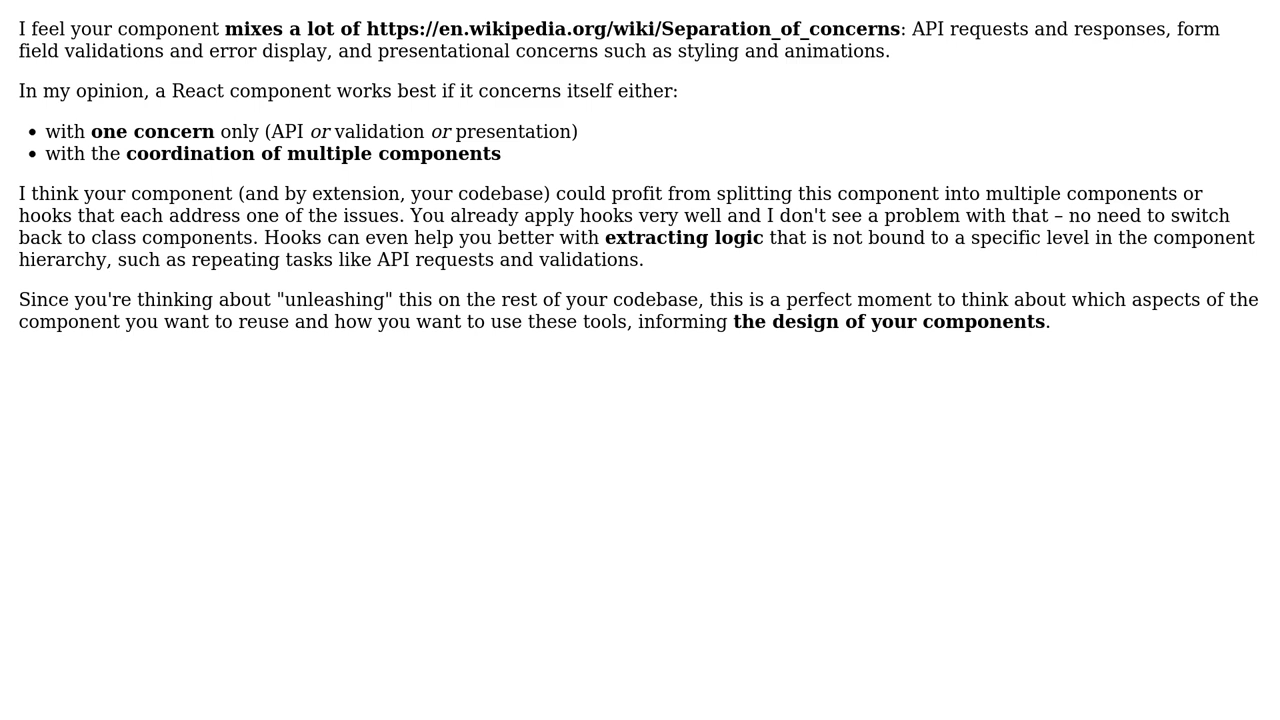 I feel your component mixes a lot of https://en.wikipedia.org/wiki/Separation_of_concerns: API requests and responses, form
field validations and error display, and presentational concerns such as styling and animations.
In my opinion, a React component works best if it concerns itself either:
• with one concern only (API or validation or presentation)
• with the coordination of multiple components
I think your component (and by extension, your codebase) could profit from splitting this component into multiple components or
hooks that each address one of the issues. You already apply hooks very well and I don't see a problem with that – no need to switch
back to class components. Hooks can even help you better with extracting logic that is not bound to a specific level in the component
hierarchy, such as repeating tasks like API requests and validations.
Since you're thinking about "unleashing" this on the rest of your codebase, this is a perfect moment to think about which aspects of the
component you want to reuse and how you want to use these tools, informing the design of your components.